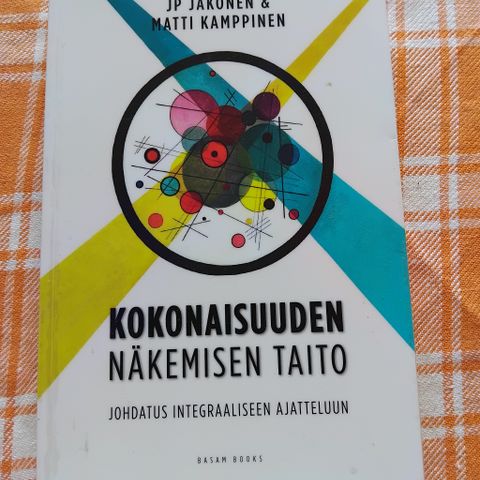 JP JAKONEN &
MATTI KAMPPINEN
KOKONAISUUDEN
NÄKEMISEN TAITO
JOHDATUS INTEGRAALISEEN AJATTELUUN
BASAM BOOKS